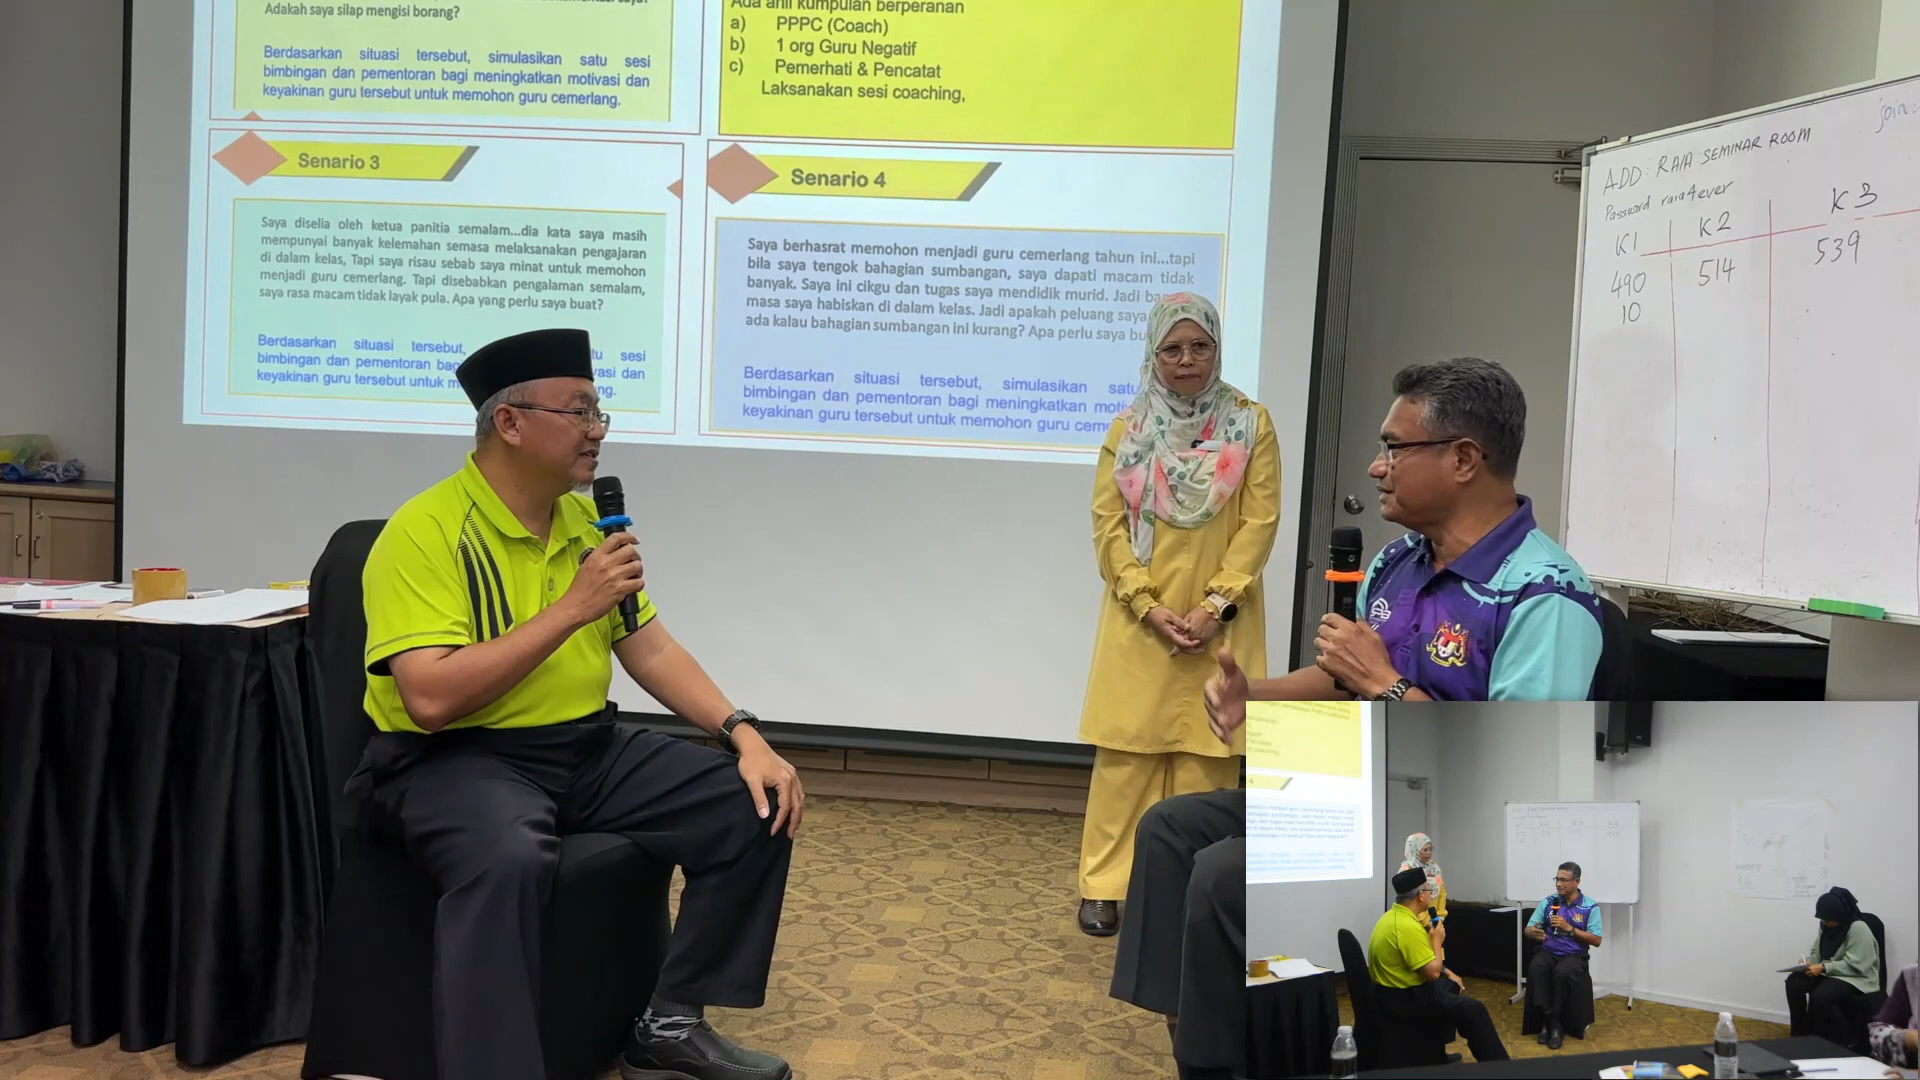 Adakah saya silap mengisi borang?
Berdasarkan situasi tersebut, simulasikan satu sesi
bimbingan dan pementoran bagi meningkatkan motivasi dan
keyakinan guru tersebut untuk memohon guru cemerlang.
Ada ahli kumpulan berperanan
a) PPPC (Coach)
b) 1 org Guru Negatif
c) Pemerhati & Pencatat
Laksanakan sesi coaching,
Senario 3
Saya diselia oleh ketua panitia semalam...dia kata saya masih
mempunyai banyak kelemahan semasa melaksanakan pengajaran
di dalam kelas, Tapi saya risau sebab saya minat untuk memohon
menjadi guru cemerlang. Tapi disebabkan pengalaman semalam,
saya rasa macam tidak layak pula. Apa yang perlu saya buat?
Berdasarkan situasi tersebut, sesi
bimbingan dan pementoran dan
keyakinan guru tersebut untuk
Senario 4
Saya berhasrat memohon menjadi guru cemerlang tahun ini...tapi
bila saya tengok bahagian sumbangan, saya dapati macam tidak
banyak. Saya ini cikgu dan tugas saya mendidik murid. Jadi
masa saya habiskan di dalam kelas. Jadi apakah peluang saya
ada kalau bahagian sumbangan ini kurang? Apa perlu saya
Berdasarkan situasi tersebut, simulasikan satu
bimbingan dan pementoran bagi meningkatkan
keyakinan guru tersebut untuk memohon guru
join
ADD: RAIA SEMINAR ROOM
Password raia4ever
K1 K2 K3
490 514 539
10